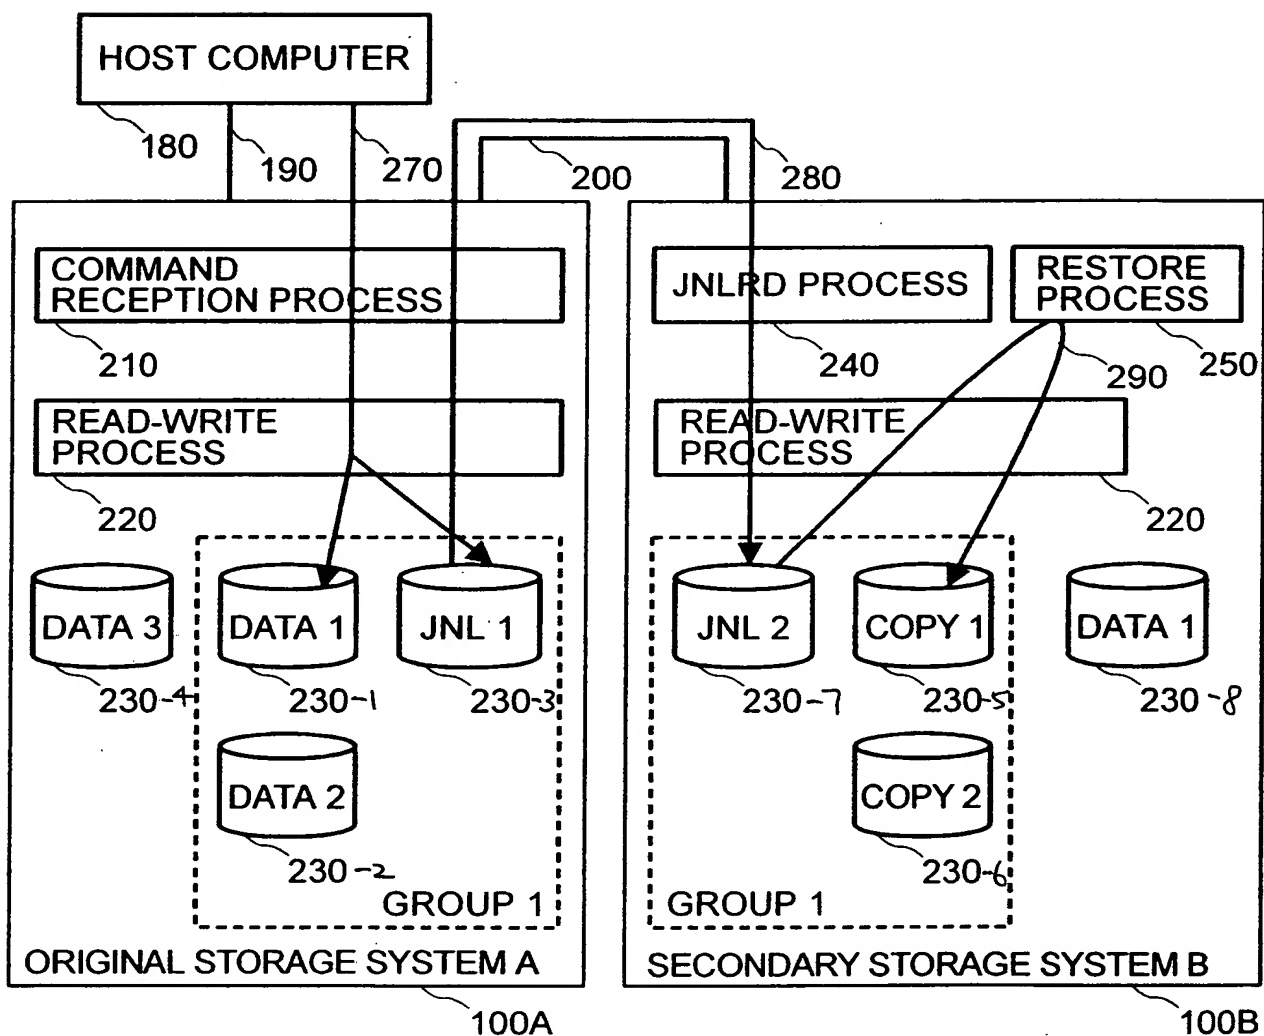 HOST COMPUTER
180
190
270
200
280
COMMAND
RECEPTION PROCESS
210
READ-WRITE
PROCESS
220
DATA 3
230-4
DATA 1
230-1
JNL 1
230-3
DATA 2
230-2
GROUP 1
ORIGINAL STORAGE SYSTEM A
100A
JNLRD PROCESS
240
RESTORE
PROCESS
250
290
READ-WRITE
PROCESS
220
JNL 2
230-7
COPY 1
230-5
DATA 1
230-8
COPY 2
230-6
GROUP 1
SECONDARY STORAGE SYSTEM B
100B